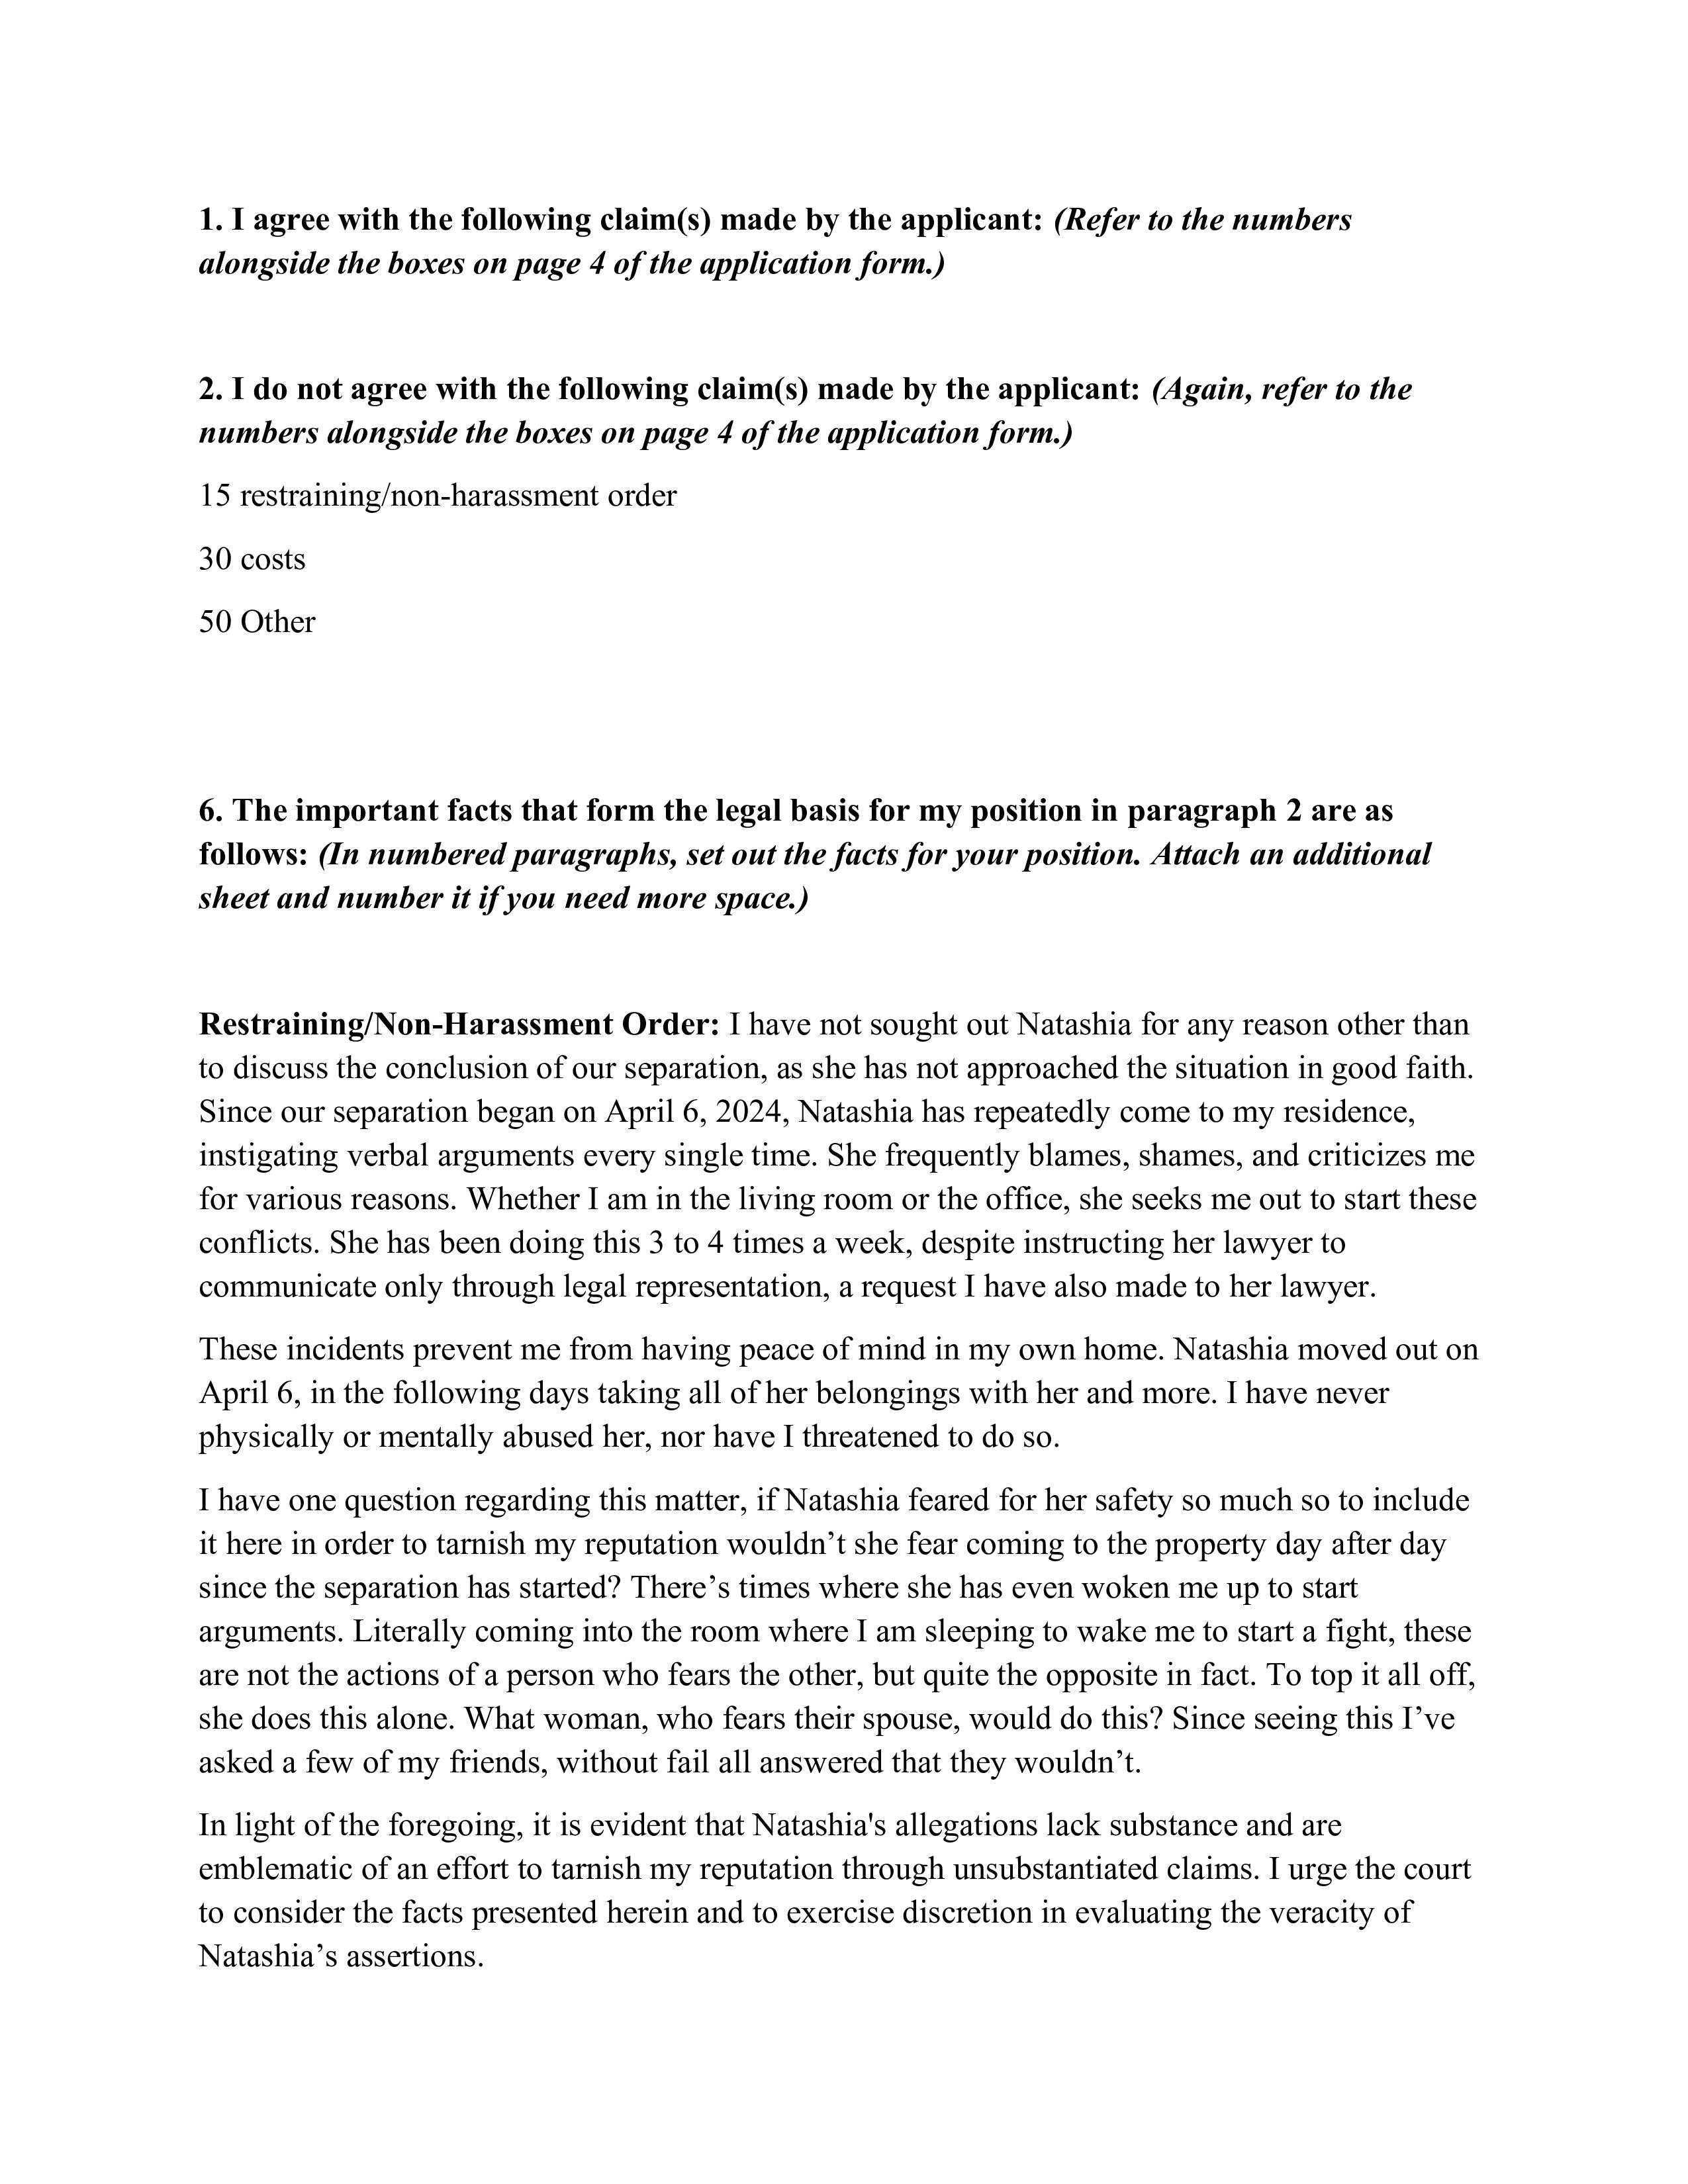 1. I agree with the following claim(s) made by the applicant: (Refer to the numbers
alongside the boxes on page 4 of the application form.)
2. I do not agree with the following claim(s) made by the applicant: (Again, refer to the
numbers alongside the boxes on page 4 of the application form.)
15 restraining/non-harassment order
30 costs
50 Other
6. The important facts that form the legal basis for my position in paragraph 2 are as
follows: (In numbered paragraphs, set out the facts for your position. Attach an additional
sheet and number it if you need more space.)
Restraining/Non-Harassment Order: I have not sought out Natashia for any reason other than
to discuss the conclusion of our separation, as she has not approached the situation in good faith.
Since our separation began on April 6, 2024, Natashia has repeatedly come to my residence,
instigating verbal arguments every single time. She frequently blames, shames, and criticizes me
for various reasons. Whether I am in the living room or the office, she seeks me out to start these
conflicts. She has been doing this 3 to 4 times a week, despite instructing her lawyer to
communicate only through legal representation, a request I have also made to her lawyer.
These incidents prevent me from having peace of mind in my own home. Natashia moved out on
April 6, in the following days taking all of her belongings with her and more. I have never
physically or mentally abused her, nor have I threatened to do so.
I have one question regarding this matter, if Natashia feared for her safety so much so to include
it here in order to tarnish my reputation wouldn’t she fear coming to the property day after day
since the separation has started? There’s times where she has even woken me up to start
arguments. Literally coming into the room where I am sleeping to wake me to start a fight, these
are not the actions of a person who fears the other, but quite the opposite in fact. To top it all off,
she does this alone. What woman, who fears their spouse, would do this? Since seeing this I’ve
asked a few of my friends, without fail all answered that they wouldn’t.
In light of the foregoing, it is evident that Natashia's allegations lack substance and are
emblematic of an effort to tarnish my reputation through unsubstantiated claims. I urge the court
to consider the facts presented herein and to exercise discretion in evaluating the veracity of
Natashia’s assertions.